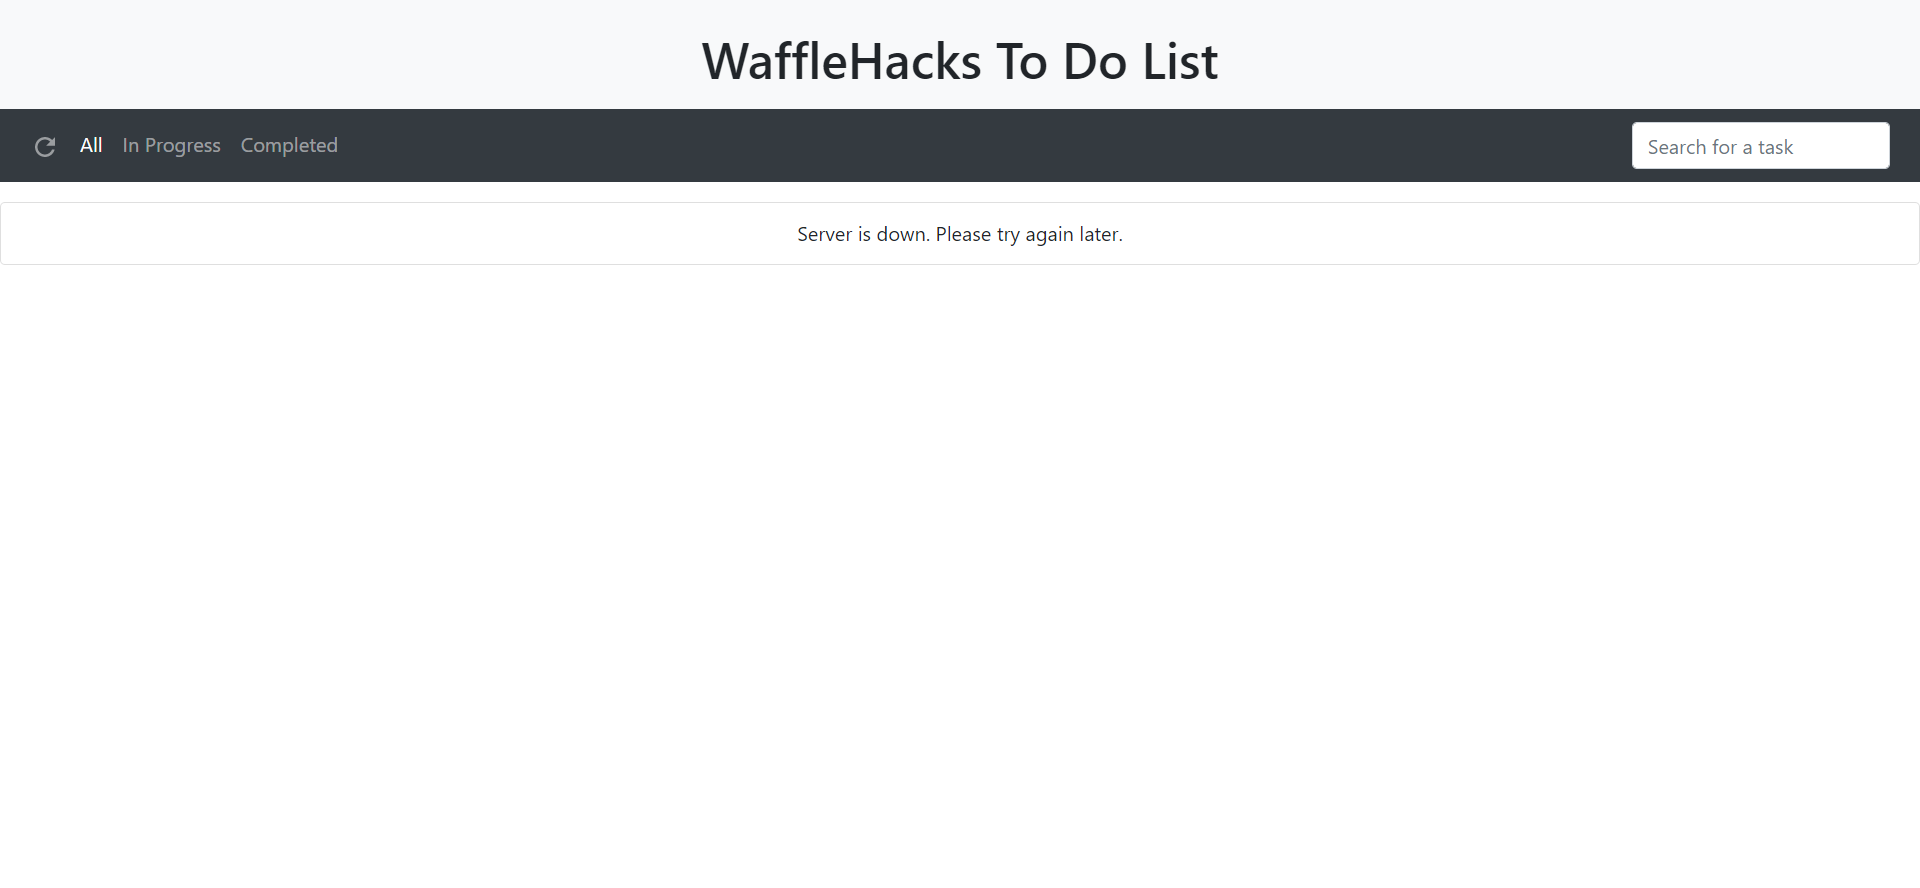 WaffleHacks To Do List
All In Progress Completed Search for a task
Server is down. Please try again later.